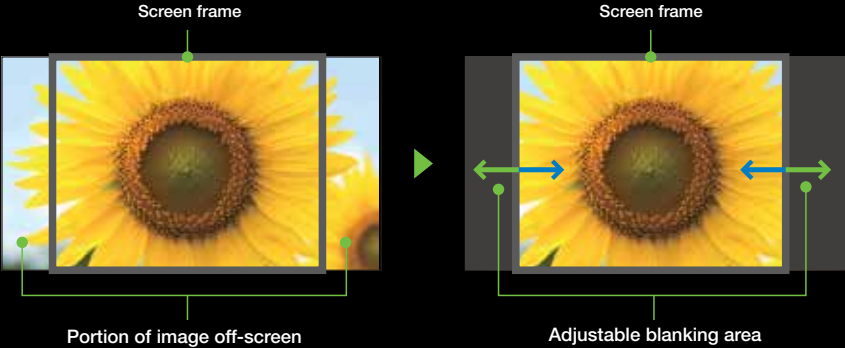 Screen frame
Screen frame
Portion of image off-screen
Adjustable blanking area